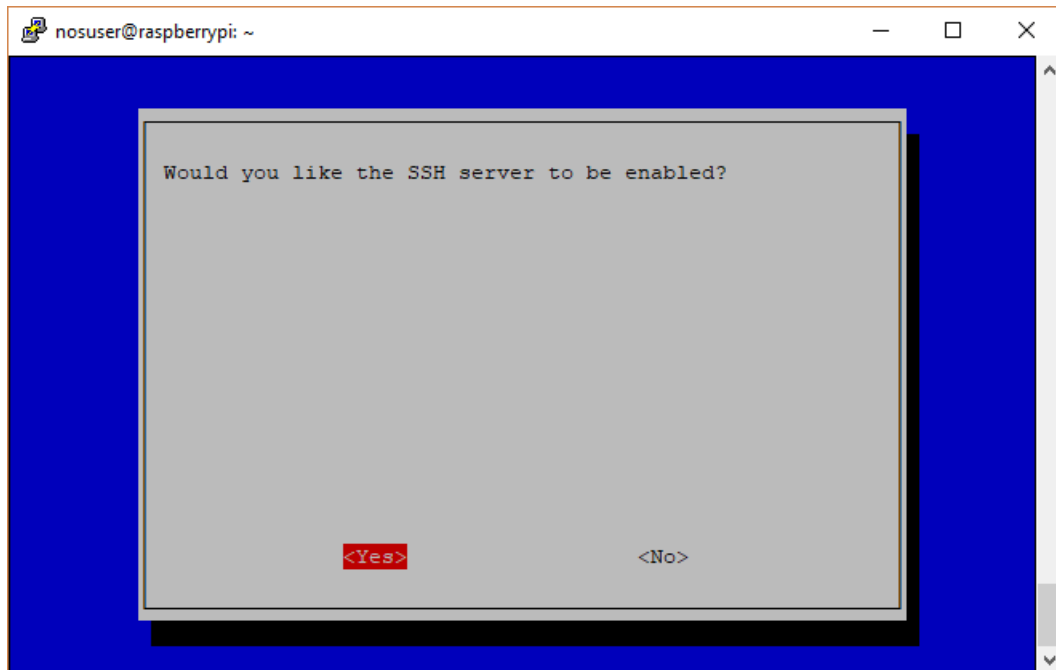 nosuser@raspberrypi: ~
Would you like the SSH server to be enabled?
<Yes> <No>